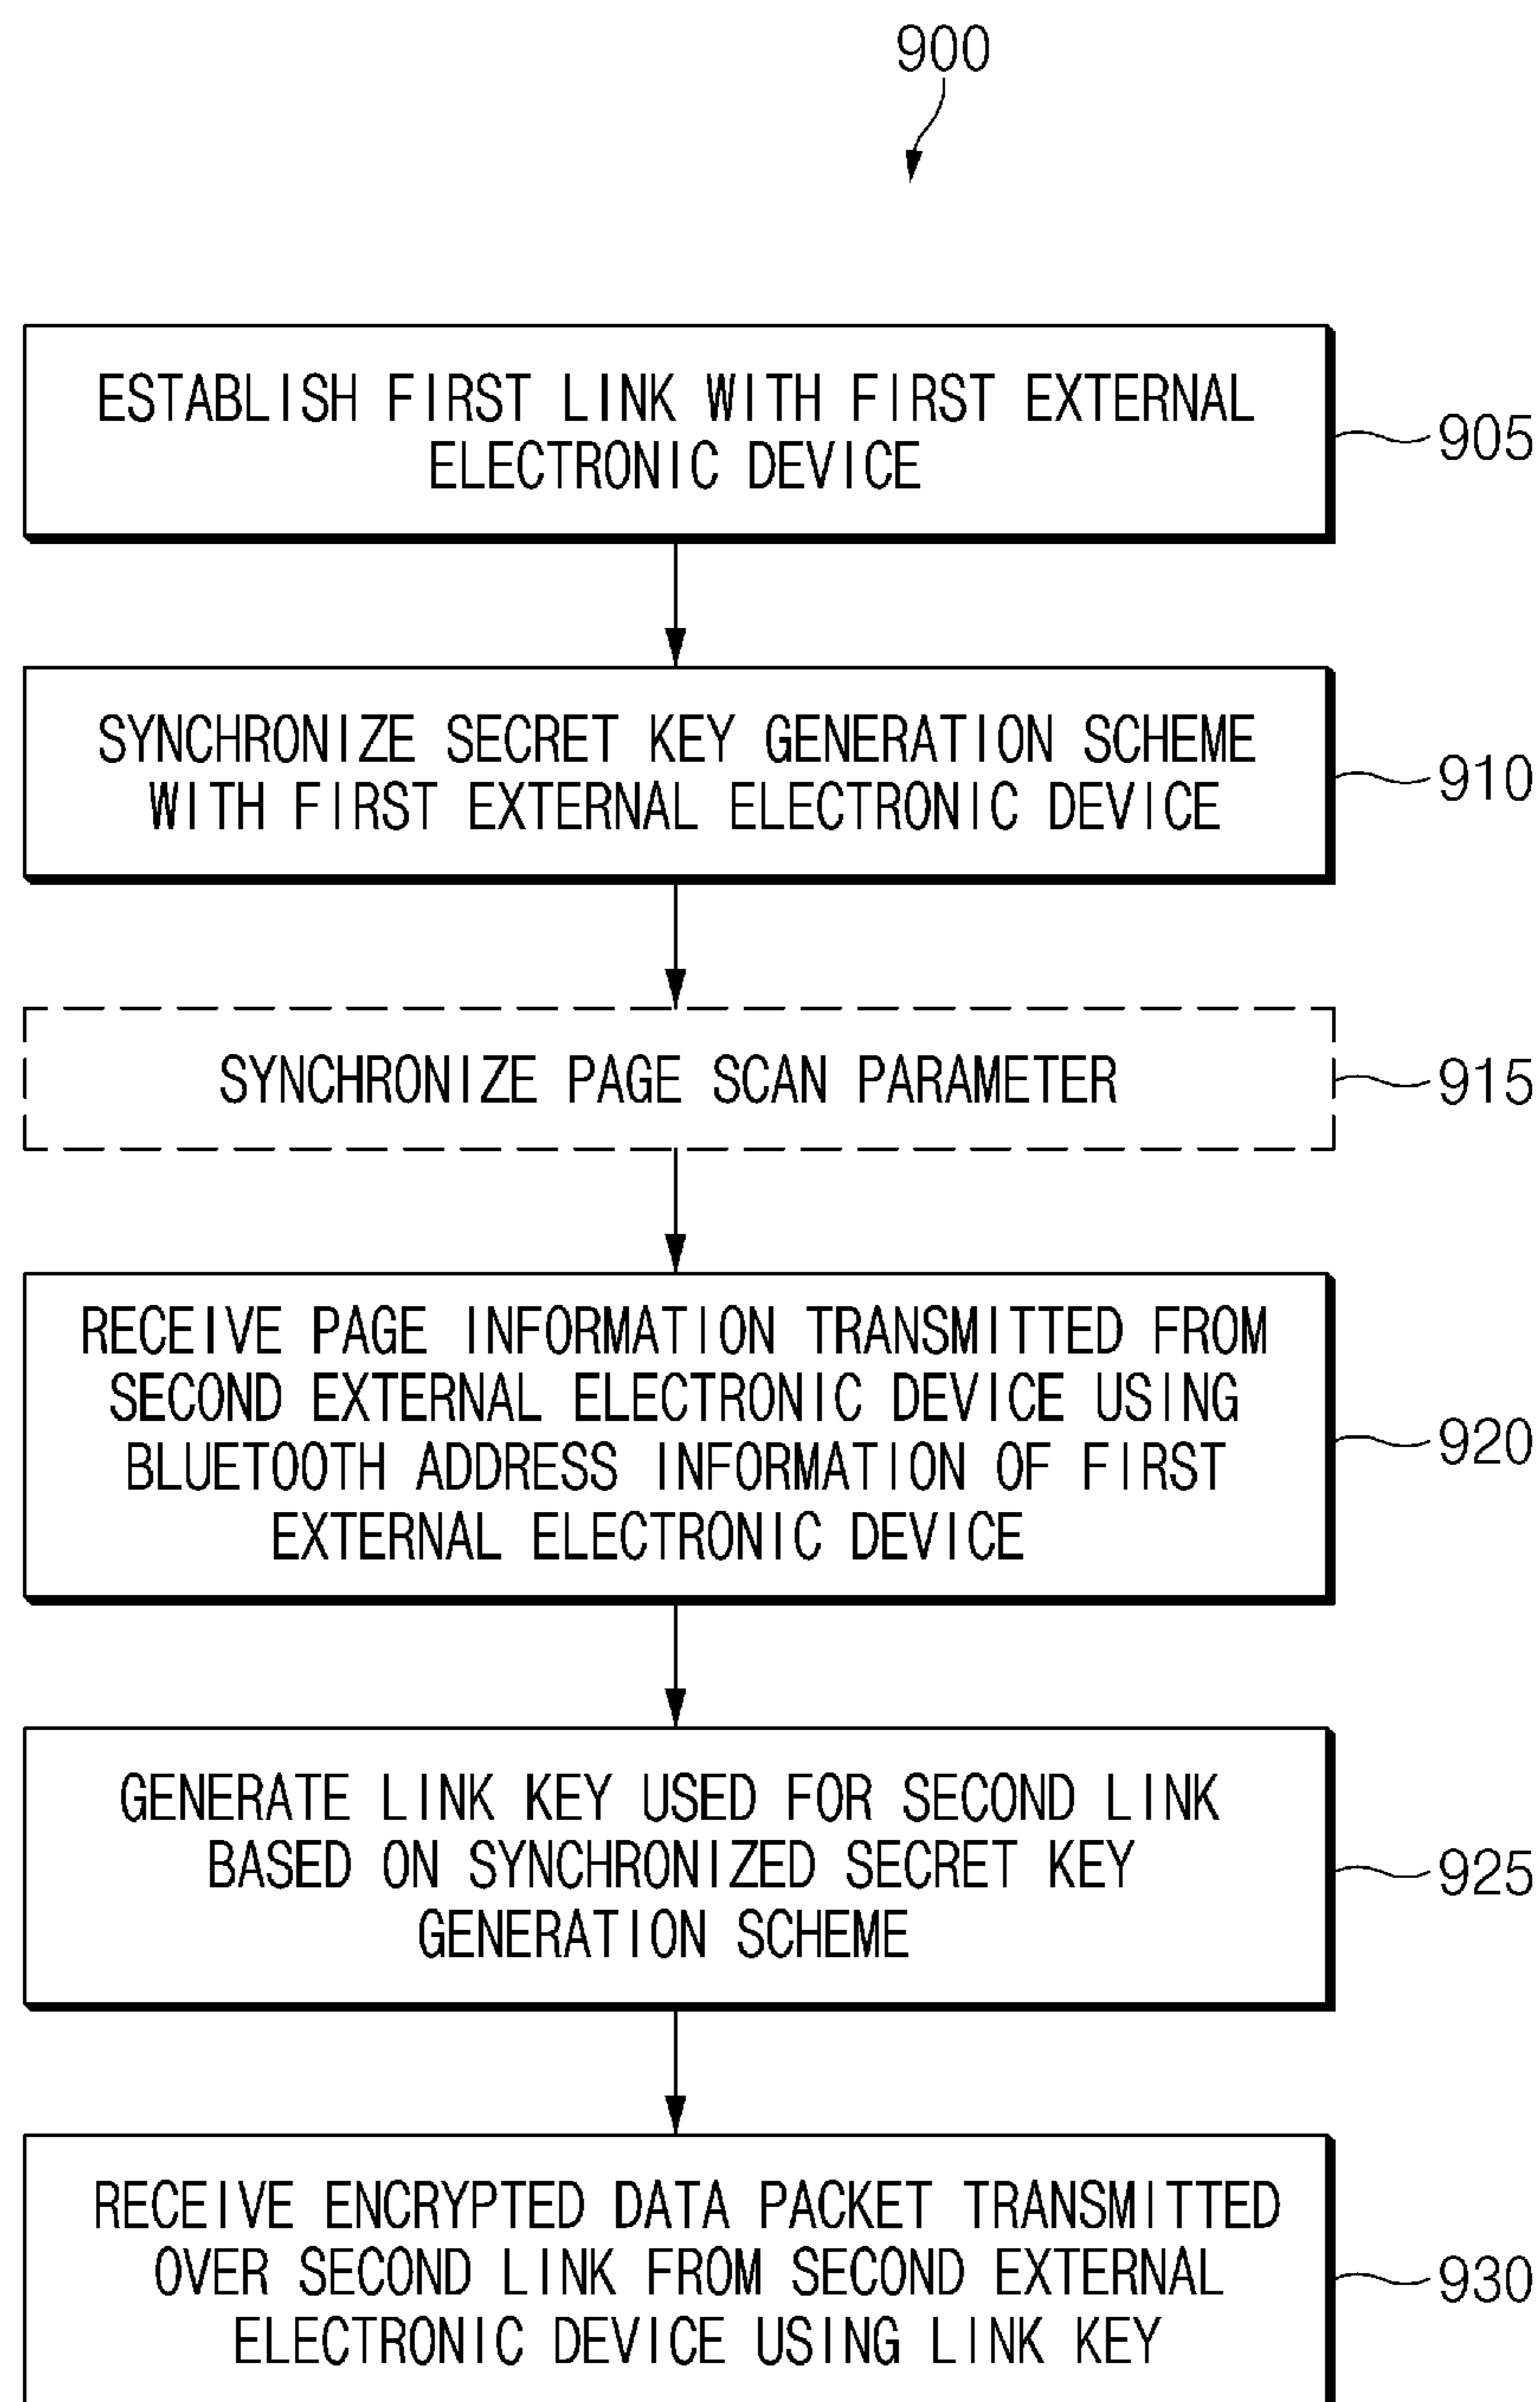 900
ESTABLISH FIRST LINK WITH FIRST EXTERNAL
ELECTRONIC DEVICE
905
SYNCHRONIZE SECRET KEY GENERATION SCHEME
WITH FIRST EXTERNAL ELECTRONIC DEVICE
910
SYNCHRONIZE PAGE SCAN PARAMETER
915
RECEIVE PAGE INFORMATION TRANSMITTED FROM
SECOND EXTERNAL ELECTRONIC DEVICE USING
BLUETOOTH ADDRESS INFORMATION OF FIRST
EXTERNAL ELECTRONIC DEVICE
920
GENERATE LINK KEY USED FOR SECOND LINK
BASED ON SYNCHRONIZED SECRET KEY
GENERATION SCHEME
925
RECEIVE ENCRYPTED DATA PACKET TRANSMITTED
OVER SECOND LINK FROM SECOND EXTERNAL
ELECTRONIC DEVICE USING LINK KEY
930